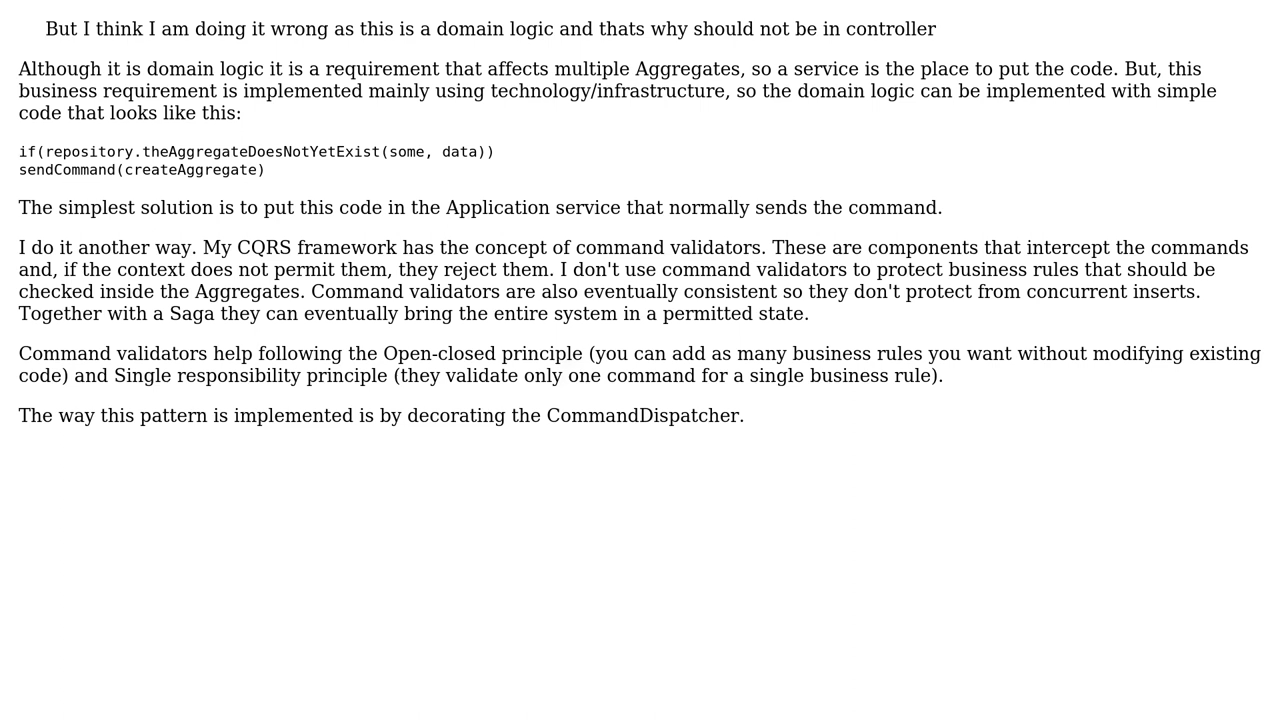 But I think I am doing it wrong as this is a domain logic and thats why should not be in controller
Although it is domain logic it is a requirement that affects multiple Aggregates, so a service is the place to put the code. But, this
business requirement is implemented mainly using technology/infrastructure, so the domain logic can be implemented with simple
code that looks like this:
if(repository.theAggregateDoesNotYetExist(some, data))
sendCommand(createAggregate)
The simplest solution is to put this code in the Application service that normally sends the command.
I do it another way. My CQRS framework has the concept of command validators. These are components that intercept the commands
and, if the context does not permit them, they reject them. I don't use command validators to protect business rules that should be
checked inside the Aggregates. Command validators are also eventually consistent so they don't protect from concurrent inserts.
Together with a Saga they can eventually bring the entire system in a permitted state.
Command validators help following the Open-closed principle (you can add as many business rules you want without modifying existing
code) and Single responsibility principle (they validate only one command for a single business rule).
The way this pattern is implemented is by decorating the CommandDispatcher.